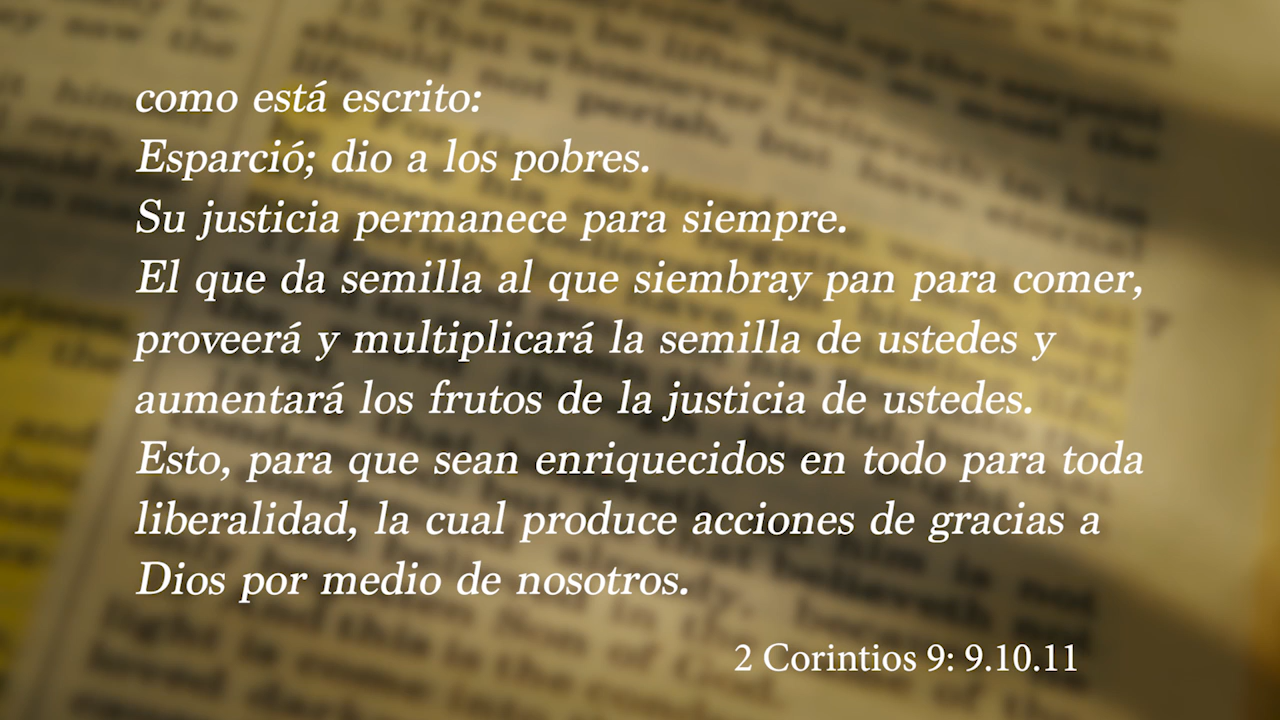 como está escrito:
Esparció; dio a los pobres.
Su justicia permanece para siempre.
El que da semilla al que siembray pan para comer,
proveerá y multiplicará la semilla de ustedes y
aumentará los frutos de la justicia de ustedes.
Esto, para que sean enriquecidos en todo para toda
liberalidad, la cual produce acciones de gracias a
Dios por medio de nosotros.
2 Corintios 9: 9.10.11